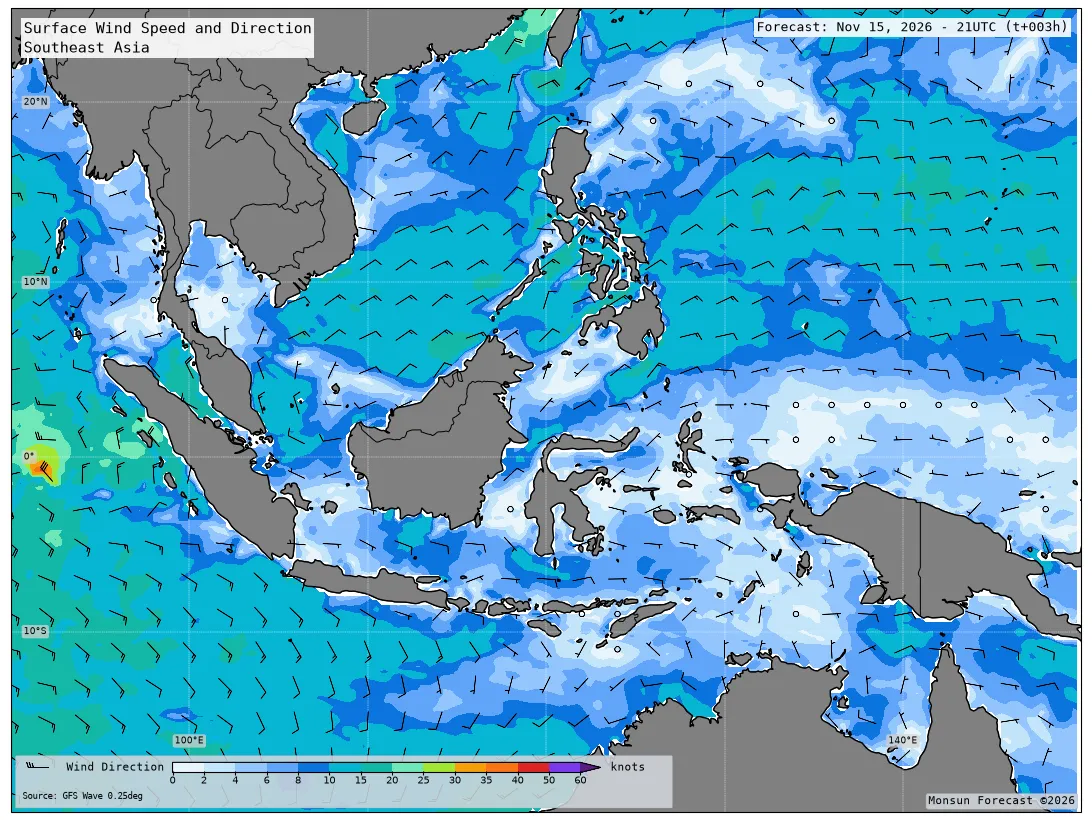 Surface Wind Speed and Direction
Southeast Asia
Forecast: Nov 15, 2026 - 21UTC (t+003h)
20°N
10°N
0°
10°S
100°E
140°E
Wind Direction
knots
0 2 4 6 8 10 15 20 25 30 35 40 50 60
Source: GFS Wave 0.25deg
Monsun Forecast ©2026